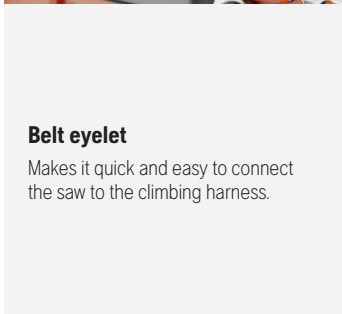 Belt eyelet
Makes it quick and easy to connect
the saw to the climbing harness.